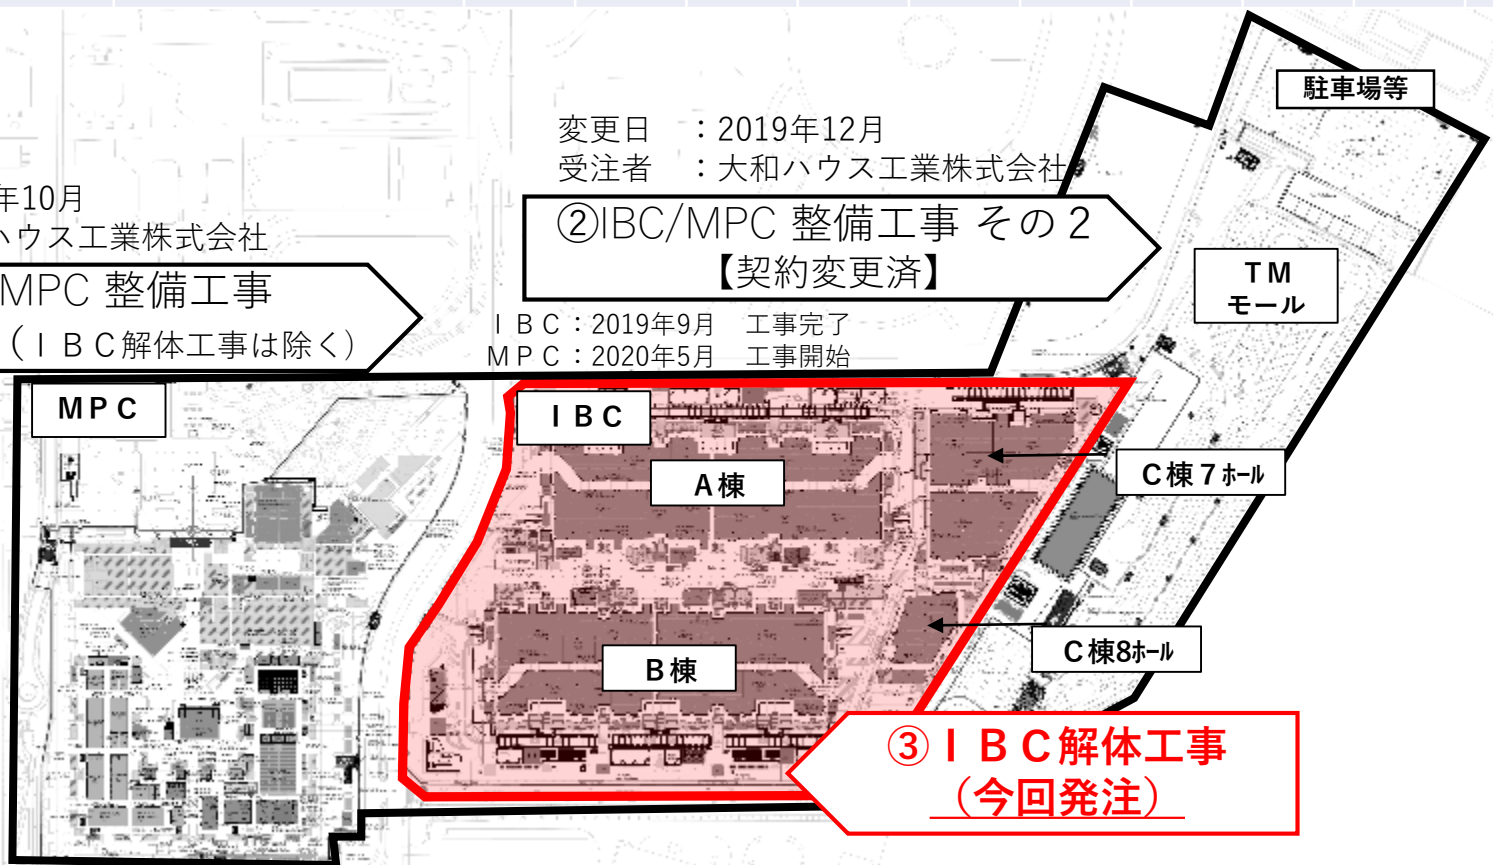 駐車場等
変更日　：2019年12月
受注者　：大和ハウス工業株式会社
②IBC/MPC 整備工事 その２
【契約変更済】
ＩＢＣ：2019年9月　工事完了
ＭＰＣ：2020年5月　工事開始
年10月
ハウス工業株式会社
MPC 整備工事
（ＩＢＣ解体工事は除く）
ＴＭ
モール
ＭＰＣ
ＩＢＣ
Ａ棟
Ｃ棟７ホール
Ｂ棟
Ｃ棟8ホール
③ＩＢＣ解体工事
（今回発注）